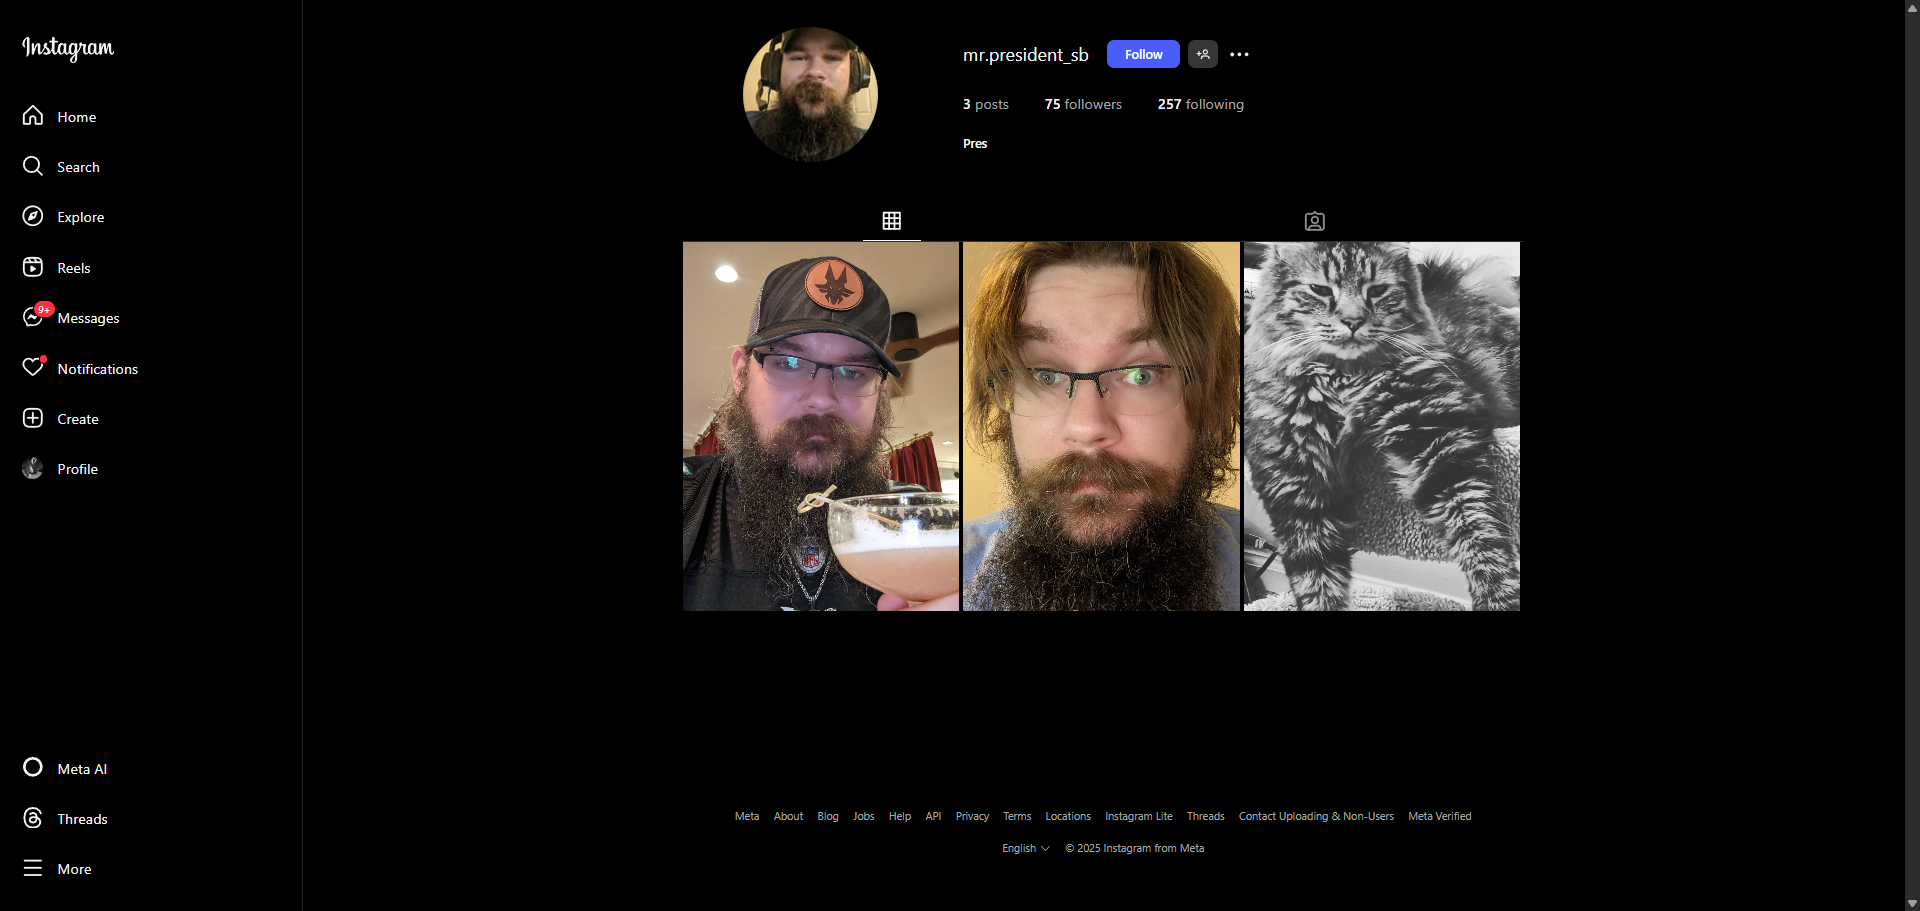 Instagram
Home
Search
Explore
Reels
9+
Messages
Notifications
Create
Profile
Meta AI
Threads
More
mr.president_sb
Follow
3 posts 75 followers 257 following
Pres
NFL
Meta About Blog Jobs Help API Privacy Terms Locations Instagram Lite Threads Contact Uploading & Non-Users Meta Verified
English © 2025 Instagram from Meta